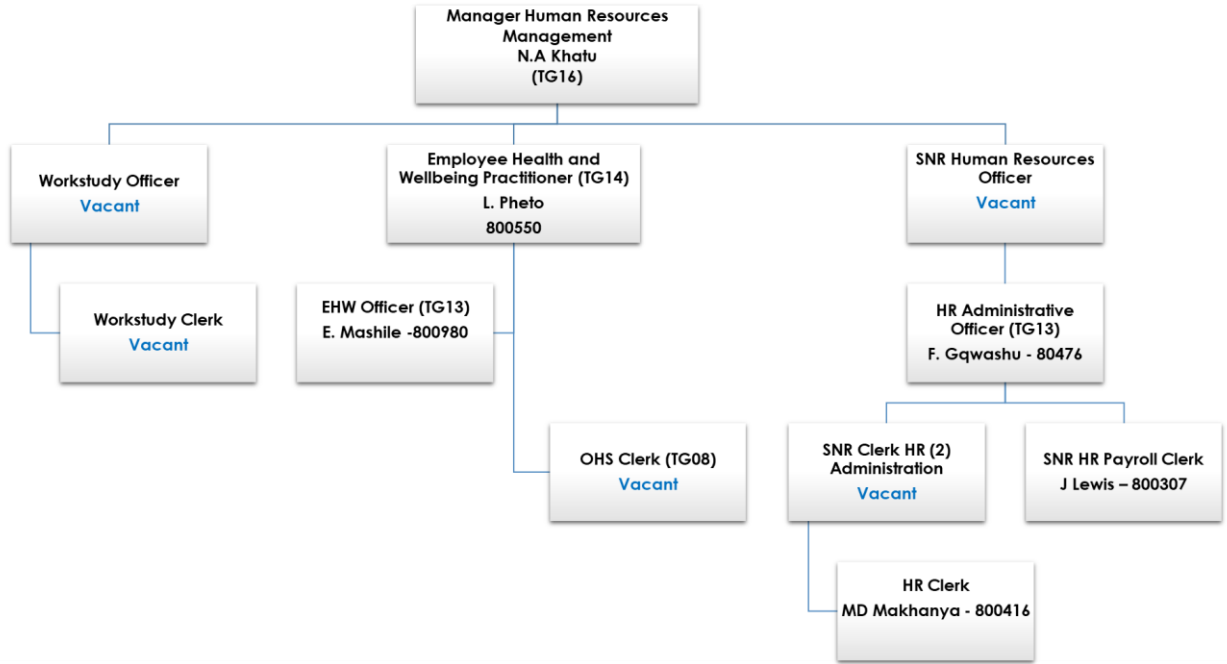 Manager Human Resources
Management
N.A Khatu
(TG16)
Workstudy Officer
Vacant
Employee Health and
Wellbeing Practitioner (TG14)
L. Pheto
800550
SNR Human Resources
Officer
Vacant
Workstudy Clerk
Vacant
EHW Officer (TG13)
E. Mashile -800980
HR Administrative
Officer (TG13)
F. Gqwashu - 80476
OHS Clerk (TG08)
Vacant
SNR Clerk HR (2)
Administration
Vacant
SNR HR Payroll Clerk
J Lewis – 800307
HR Clerk
MD Makhanya - 800416